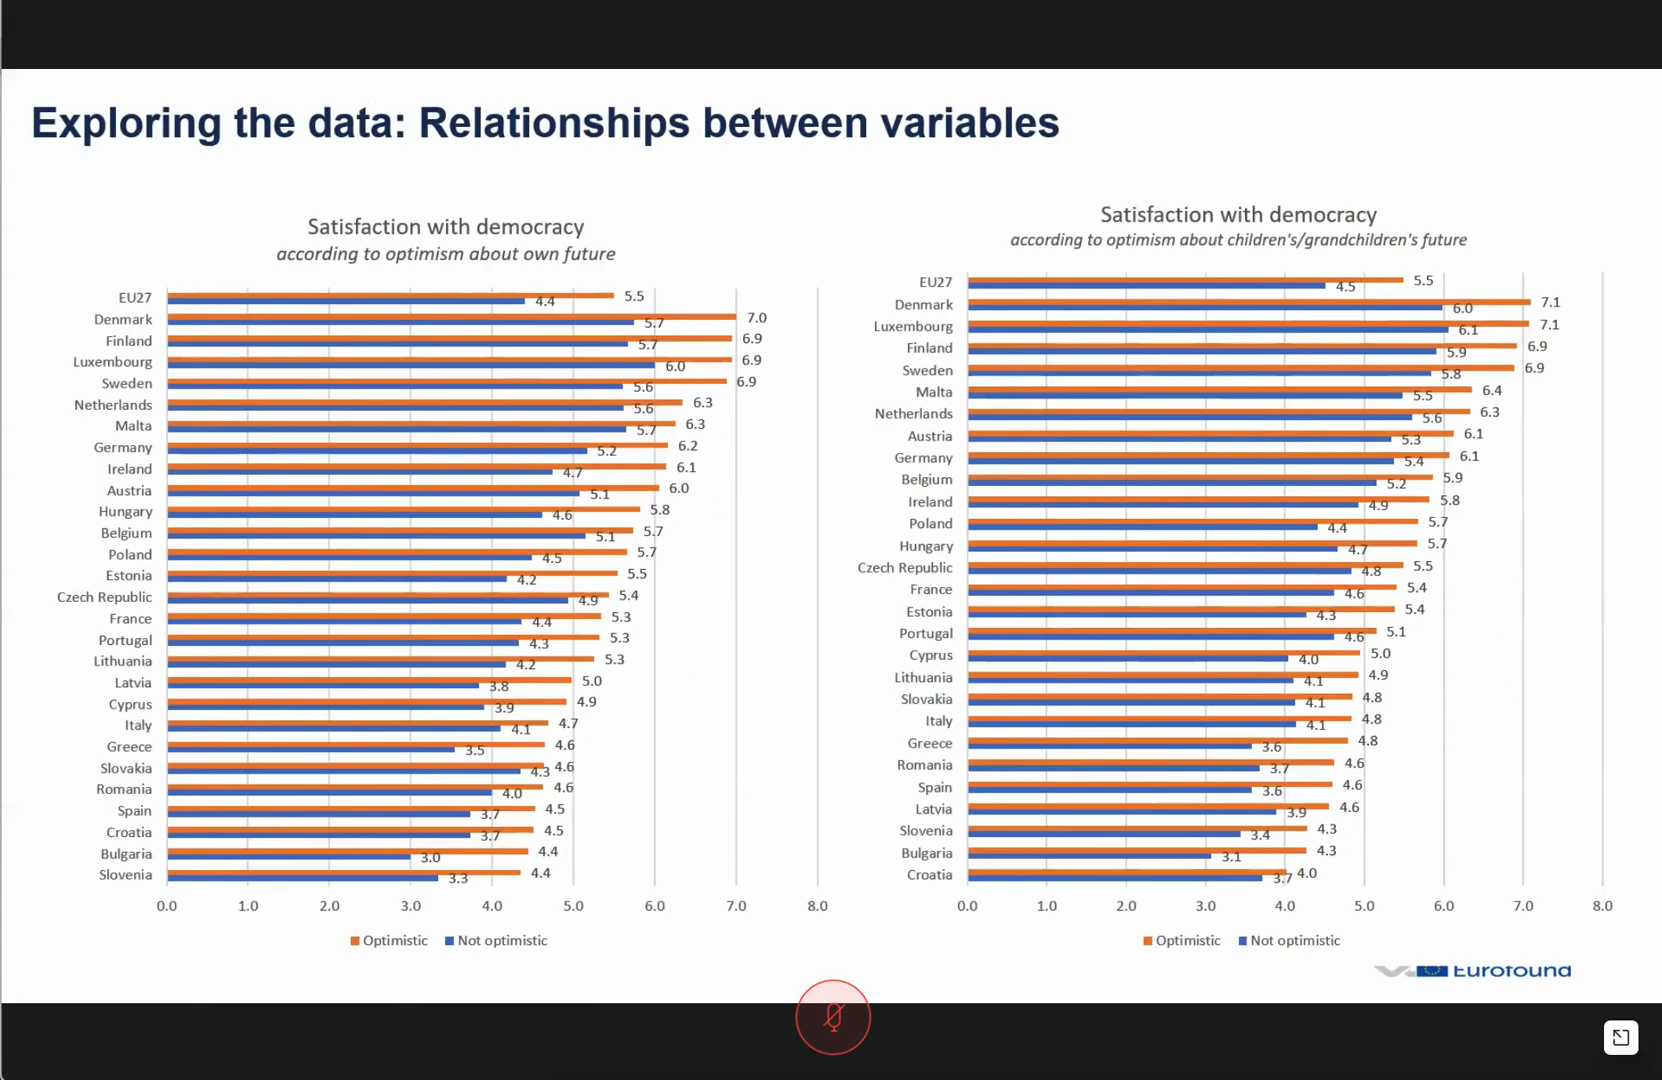 Exploring the data: Relationships between variables
Satisfaction with democracy
according to optimism about own future
EU27 5.5 4.4
Denmark 7.0 5.7
Finland 6.9 5.7
Luxembourg 6.9 6.0
Sweden 6.9 5.6
Netherlands 6.3 5.6
Malta 6.3 5.7
Germany 6.2 5.2
Ireland 6.1 4.7
Austria 6.0 5.1
Hungary 5.8 4.6
Belgium 5.7 5.1
Poland 5.7 4.5
Estonia 5.5 4.2
Czech Republic 5.4 4.9
France 5.3 4.4
Portugal 5.3 4.3
Lithuania 5.3 4.2
Latvia 5.0 3.8
Cyprus 4.9 3.9
Italy 4.7 4.1
Greece 4.6 3.5
Slovakia 4.6 4.3
Romania 4.6 4.0
Spain 4.5 3.7
Croatia 4.5 3.7
Bulgaria 4.4 3.0
Slovenia 4.4 3.3
0.0 1.0 2.0 3.0 4.0 5.0 6.0 7.0 8.0
Optimistic Not optimistic
Satisfaction with democracy
according to optimism about children's/grandchildren's future
EU27 5.5 4.5
Denmark 7.1 6.0
Luxembourg 7.1 6.1
Finland 6.9 5.9
Sweden 6.9 5.8
Malta 6.4 5.5
Netherlands 6.3 5.6
Austria 6.1 5.3
Germany 6.1 5.4
Belgium 5.9 5.2
Ireland 5.8 4.9
Poland 5.7 4.4
Hungary 5.7 4.7
Czech Republic 5.5 4.8
France 5.4 4.6
Estonia 5.4 4.3
Portugal 5.1 4.6
Cyprus 5.0 4.0
Lithuania 4.9 4.1
Slovakia 4.8 4.1
Italy 4.8 4.1
Greece 4.8 3.6
Romania 4.6 3.7
Spain 4.6 3.6
Latvia 4.6 3.9
Slovenia 4.3 3.4
Bulgaria 4.3 3.1
Croatia 4.0 3.7
0.0 1.0 2.0 3.0 4.0 5.0 6.0 7.0 8.0
Optimistic Not optimistic
Eurofound